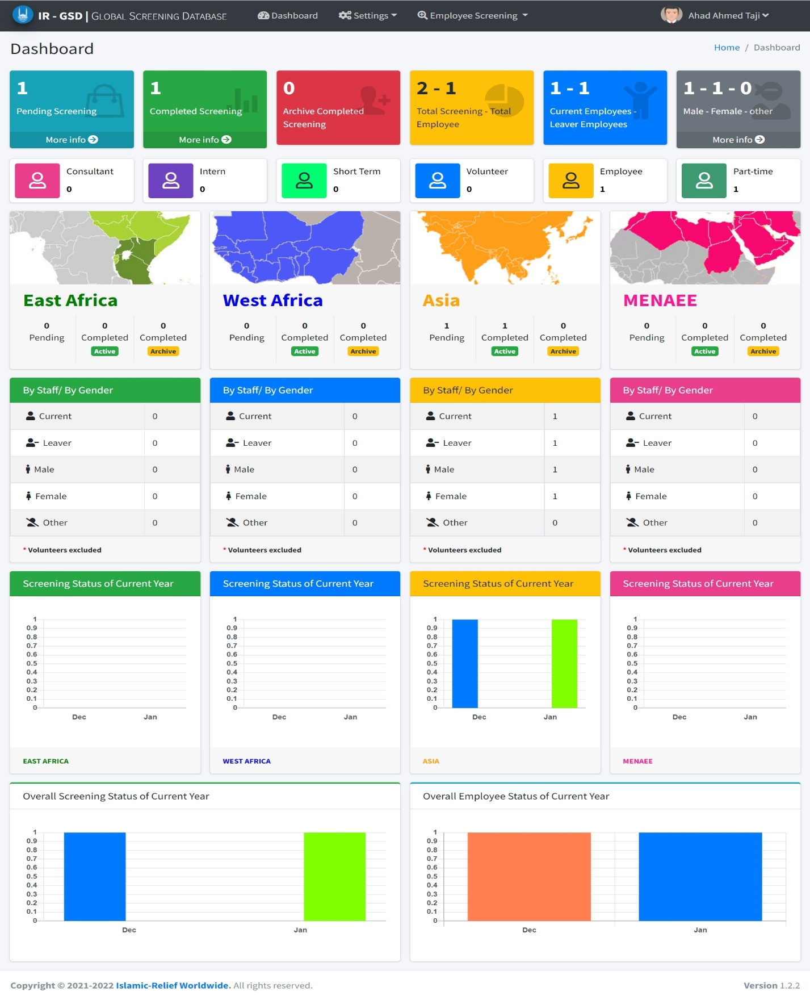 IR - GSD | GLOBAL SCREENING DATABASE
Dashboard
Settings
Employee Screening
Ahad Ahmed Taji
Dashboard
Home / Dashboard
1
Pending Screening
More info
1
Completed Screening
More info
0
Archive Completed
Screening
2 - 1
Total Screening - Total
Employee
1 - 1
Current Employees -
Leaver Employees
1 - 1 - 0
Male - Female - other
More info
Consultant
0
Intern
0
Short Term
0
Volunteer
0
Employee
1
Part-time
1
East Africa
0 0 0
Pending Completed Completed
Active Archive
West Africa
0 0 0
Pending Completed Completed
Active Archive
Asia
1 1 0
Pending Completed Completed
Active Archive
MENAEE
0 0 0
Pending Completed Completed
Active Archive
By Staff/ By Gender
Current 0
Leaver 0
Male 0
Female 0
Other 0
* Volunteers excluded
By Staff/ By Gender
Current 0
Leaver 0
Male 0
Female 0
Other 0
* Volunteers excluded
By Staff/ By Gender
Current 1
Leaver 1
Male 1
Female 1
Other 0
* Volunteers excluded
By Staff/ By Gender
Current 0
Leaver 0
Male 0
Female 0
Other 0
* Volunteers excluded
Screening Status of Current Year
1
0.9
0.8
0.7
0.6
0.5
0.4
0.3
0.2
0.1
0
Dec Jan
EAST AFRICA
Screening Status of Current Year
1
0.9
0.8
0.7
0.6
0.5
0.4
0.3
0.2
0.1
0
Dec Jan
WEST AFRICA
Screening Status of Current Year
1
0.9
0.8
0.7
0.6
0.5
0.4
0.3
0.2
0.1
0
Dec Jan
ASIA
Screening Status of Current Year
1
0.9
0.8
0.7
0.6
0.5
0.4
0.3
0.2
0.1
0
Dec Jan
MENAEE
Overall Screening Status of Current Year
1
0.9
0.8
0.7
0.6
0.5
0.4
0.3
0.2
0.1
0
Dec Jan
Overall Employee Status of Current Year
1
0.9
0.8
0.7
0.6
0.5
0.4
0.3
0.2
0.1
0
Dec Jan
Copyright © 2021-2022 Islamic-Relief Worldwide. All rights reserved.
Version 1.2.2